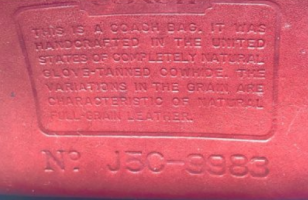 THIS IS A COACH BAG. IT WAS
HANDCRAFTED IN THE UNITED
STATES OF COMPLETELY NATURAL
GLOVE-TANNED COWHIDE. THE
VARIATIONS IN THE GRAIN ARE
CHARACTERISTIC OF NATURAL
FULL-GRAIN LEATHER.
Nº J5C-9983